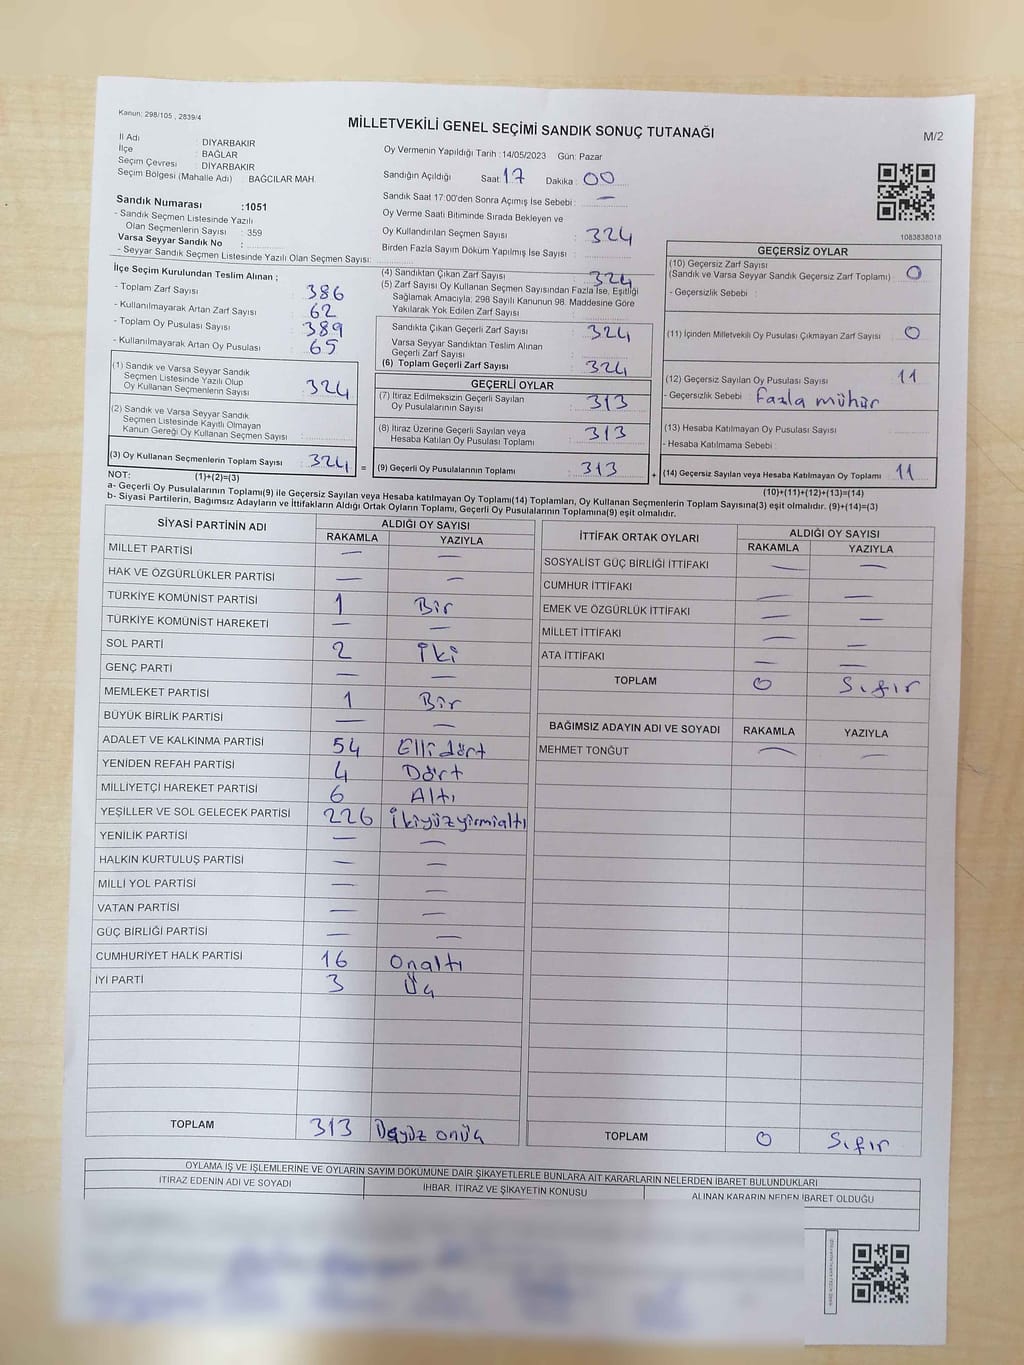 Kanun: 298/105 , 2839/4
MİLLETVEKİLİ GENEL SEÇİMİ SANDIK SONUÇ TUTANAĞI
M/2
İl Adı : DİYARBAKIR
İlçe : BAĞLAR
Seçim Çevresi : DİYARBAKIR
Seçim Bölgesi (Mahalle Adı) : BAĞCILAR MAH.
Oy Vermenin Yapıldığı Tarih :14/05/2023 Gün: Pazar
Sandığın Açıldığı Saat: 17 Dakika : 00
Sandık Saat 17:00'den Sonra Açımış İse Sebebi : —
Oy Verme Saati Bitiminde Sırada Bekleyen ve
Oy Kullandırılan Seçmen Sayısı : 324
Birden Fazla Sayım Döküm Yapılmış İse Sayısı :
1083838018
Sandık Numarası :1051
- Sandık Seçmen Listesinde Yazılı
Olan Seçmenlerin Sayısı : 359
Varsa Seyyar Sandık No :
- Seyyar Sandık Seçmen Listesinde Yazılı Olan Seçmen Sayısı:
İlçe Seçim Kurulundan Teslim Alınan ;
- Toplam Zarf Sayısı : 386
- Kullanılmayarak Artan Zarf Sayısı : 62
- Toplam Oy Pusulası Sayısı : 389
- Kullanılmayarak Artan Oy Pusulası : 65
(1) Sandık ve Varsa Seyyar Sandık
Seçmen Listesinde Yazılı Olup
Oy Kullanan Seçmenlerin Sayısı : 324
(2) Sandık ve Varsa Seyyar Sandık
Seçmen Listesinde Kayıtlı Olmayan
Kanun Gereği Oy Kullanan Seçmen Sayısı :
(3) Oy Kullanan Seçmenlerin Toplam Sayısı : 324 =
(4) Sandıktan Çıkan Zarf Sayısı : 324
(5) Zarf Sayısı Oy Kullanan Seçmen Sayısından Fazla İse, Eşitliği
Sağlamak Amacıyla; 298 Sayılı Kanunun 98. Maddesine Göre
Yakılarak Yok Edilen Zarf Sayısı :
Sandıkta Çıkan Geçerli Zarf Sayısı : 324
Varsa Seyyar Sandıktan Teslim Alınan
Geçerli Zarf Sayısı :
(6) Toplam Geçerli Zarf Sayısı : 324
GEÇERLİ OYLAR
(7) İtiraz Edilmeksizin Geçerli Sayılan
Oy Pusulalarının Sayısı : 313
(8) İtiraz Üzerine Geçerli Sayılan veya
Hesaba Katılan Oy Pusulası Toplamı : 313
(9) Geçerli Oy Pusulalarının Toplamı : 313 +
GEÇERSİZ OYLAR
(10) Geçersiz Zarf Sayısı
(Sandık ve Varsa Seyyar Sandık Geçersiz Zarf Toplamı) : 0
- Geçersizlik Sebebi :
(11) İçinden Milletvekili Oy Pusulası Çıkmayan Zarf Sayısı : 0
(12) Geçersiz Sayılan Oy Pusulası Sayısı : 11
- Geçersizlik Sebebi : Fazla mühür
(13) Hesaba Katılmayan Oy Pusulası Sayısı :
- Hesaba Katılmama Sebebi :
(14) Geçersiz Sayılan veya Hesaba Katılmayan Oy Toplamı : 11
NOT: (1)+(2)=(3)
(10)+(11)+(12)+(13)=(14)
a- Geçerli Oy Pusulalarının Toplamı(9) ile Geçersiz Sayılan veya Hesaba Katılmayan Oy Toplamı(14) Toplamları, Oy Kullanan Seçmenlerin Toplam Sayısına(3) eşit olmalıdır. (9)+(14)=(3)
b- Siyasi Partilerin, Bağımsız Adayların ve İttifakların Aldığı Ortak Oyların Toplamı, Geçerli Oy Pusulalarının Toplamına(9) eşit olmalıdır.
SİYASİ PARTİNİN ADI ALDIĞI OY SAYISI
RAKAMLA YAZIYLA
MİLLET PARTİSİ — —
HAK VE ÖZGÜRLÜKLER PARTİSİ — —
TÜRKİYE KOMÜNİST PARTİSİ 1 Bir
TÜRKİYE KOMÜNİST HAREKETİ — —
SOL PARTİ 2 İki
GENÇ PARTİ — —
MEMLEKET PARTİSİ 1 Bir
BÜYÜK BİRLİK PARTİSİ — —
ADALET VE KALKINMA PARTİSİ 54 Elli dört
YENİDEN REFAH PARTİSİ 4 Dört
MİLLİYETÇİ HAREKET PARTİSİ 6 Altı
YEŞİLLER VE SOL GELECEK PARTİSİ 226 İkiyüzyirmialtı
YENİLİK PARTİSİ — —
HALKIN KURTULUŞ PARTİSİ — —
MİLLİ YOL PARTİSİ — —
VATAN PARTİSİ — —
GÜÇ BİRLİĞİ PARTİSİ — —
CUMHURİYET HALK PARTİSİ 16 Onaltı
İYİ PARTİ 3 Üç
TOPLAM 313 Üçyüz onüç
İTTİFAK ORTAK OYLARI ALDIĞI OY SAYISI
RAKAMLA YAZIYLA
SOSYALİST GÜÇ BİRLİĞİ İTTİFAKI — —
CUMHUR İTTİFAKI — —
EMEK VE ÖZGÜRLÜK İTTİFAKI — —
MİLLET İTTİFAKI — —
ATA İTTİFAKI — —
TOPLAM 0 Sıfır
BAĞIMSIZ ADAYIN ADI VE SOYADI RAKAMLA YAZIYLA
MEHMET TONĞUT — —
TOPLAM 0 Sıfır
OYLAMA İŞ VE İŞLEMLERİNE VE OYLARIN SAYIM DÖKÜMÜNE DAİR ŞİKAYETLERLE BUNLARA AİT KARARLARIN NELERDEN İBARET BULUNDUKLARI
İTİRAZ EDENİN ADI VE SOYADI İHBAR, İTİRAZ VE ŞİKAYETİN KONUSU ALINAN KARARIN NEDEN İBARET OLDUĞU